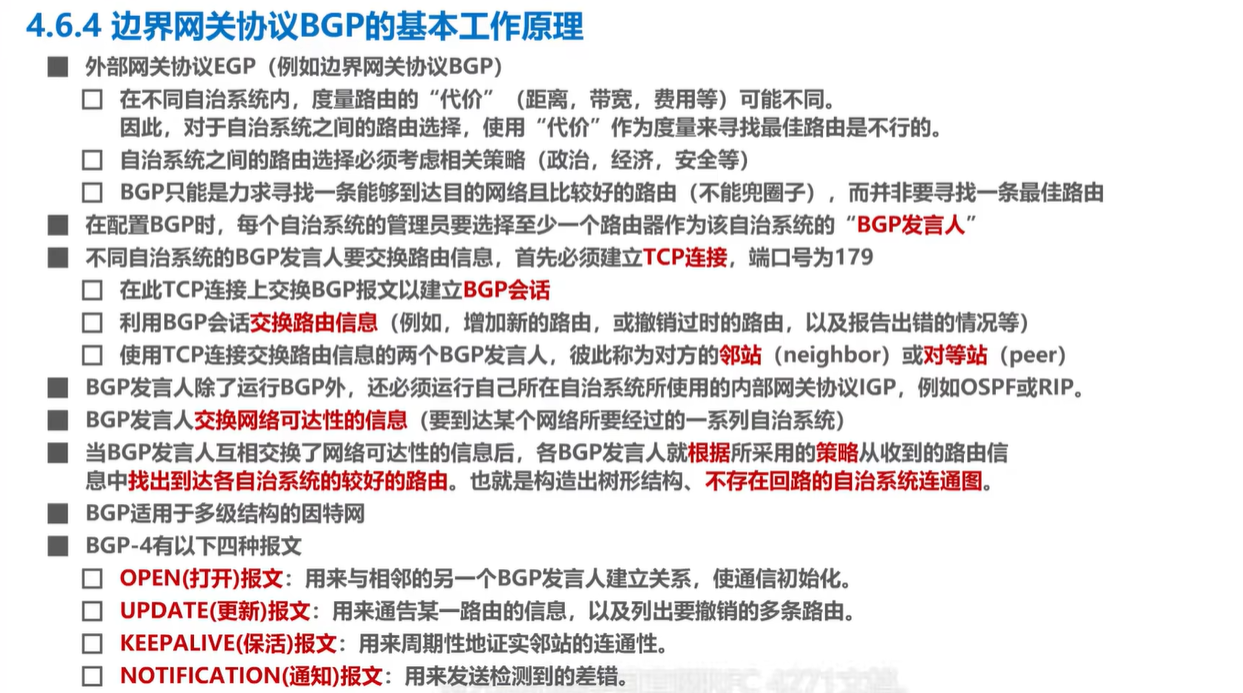 4.6.4 边界网关协议BGP的基本工作原理
外部网关协议EGP（例如边界网关协议BGP）
在不同自治系统内，度量路由的“代价”（距离，带宽，费用等）可能不同。
因此，对于自治系统之间的路由选择，使用“代价”作为度量来寻找最佳路由是不行的。
自治系统之间的路由选择必须考虑相关策略（政治，经济，安全等）
BGP只能是力求寻找一条能够到达目的网络且比较好的路由（不能兜圈子），而并非要寻找一条最佳路由
在配置BGP时，每个自治系统的管理员要选择至少一个路由器作为该自治系统的“BGP发言人”
不同自治系统的BGP发言人要交换路由信息，首先必须建立TCP连接，端口号为179
在此TCP连接上交换BGP报文以建立BGP会话
利用BGP会话交换路由信息（例如，增加新的路由，或撤销过时的路由，以及报告出错的情况等）
使用TCP连接交换路由信息的两个BGP发言人，彼此称为对方的邻站（neighbor）或对等站（peer）
BGP发言人除了运行BGP外，还必须运行自己所在自治系统所使用的内部网关协议IGP，例如OSPF或RIP。
BGP发言人交换网络可达性的信息（要到达某个网络所要经过的一系列自治系统）
当BGP发言人互相交换了网络可达性的信息后，各BGP发言人就根据所采用的策略从收到的路由信
息中找出到达各自治系统的较好的路由。也就是构造出树形结构、不存在回路的自治系统连通图。
BGP适用于多级结构的因特网
BGP-4有以下四种报文
OPEN(打开)报文：用来与相邻的另一个BGP发言人建立关系，使通信初始化。
UPDATE(更新)报文：用来通告某一路由的信息，以及列出要撤销的多条路由。
KEEPALIVE(保活)报文：用来周期性地证实邻站的连通性。
NOTIFICATION(通知)报文：用来发送检测到的差错。